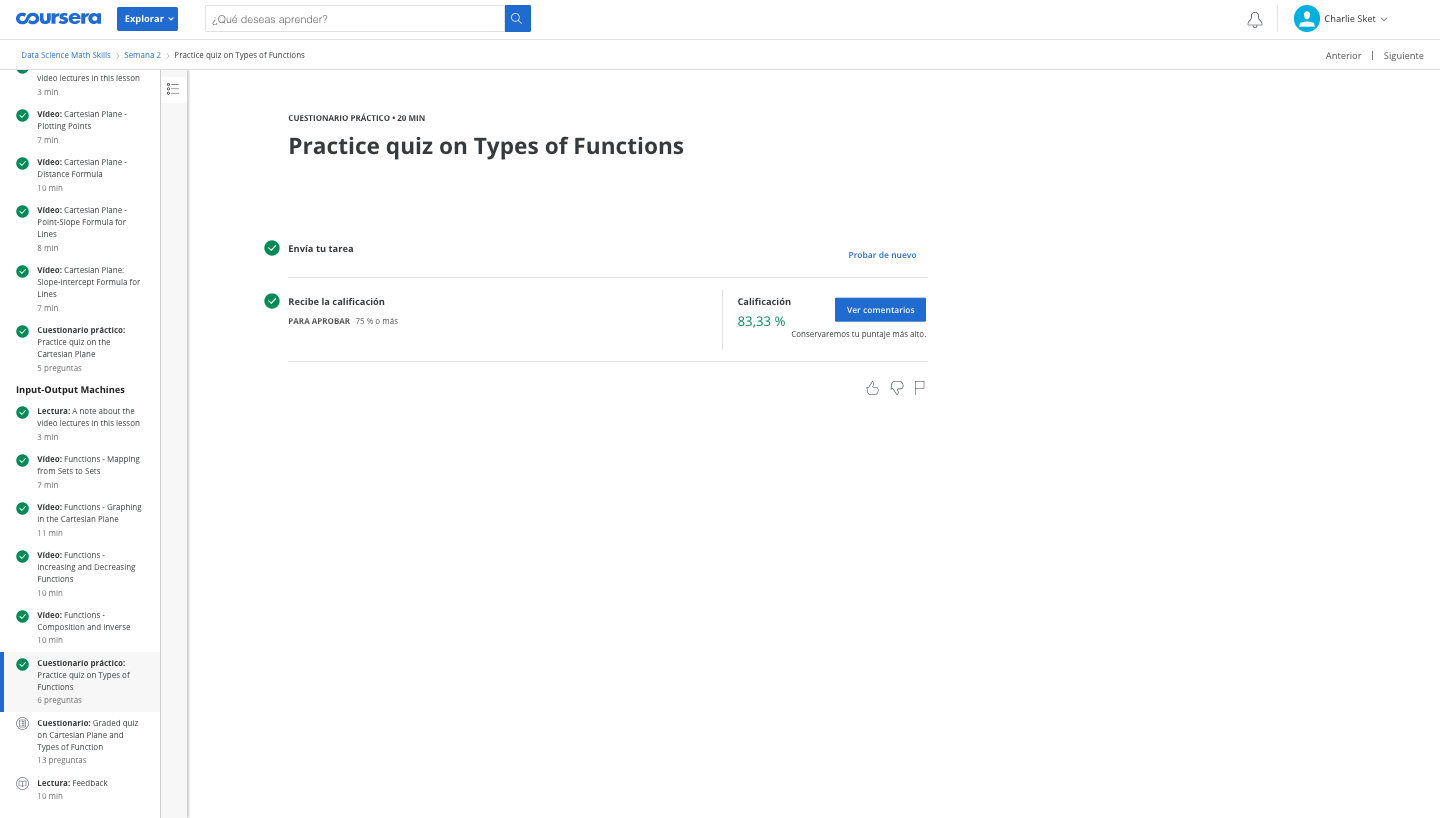 coursera
Explorar
¿Qué deseas aprender?
Charlie Sket
Data Science Math Skills
Semana 2
Practice quiz on Types of Functions
Anterior | Siguiente
video lectures in this lesson
3 min
Vídeo: Cartesian Plane -
Plotting Points
7 min
Vídeo: Cartesian Plane -
Distance Formula
10 min
Vídeo: Cartesian Plane -
Point-Slope Formula for
Lines
8 min
Vídeo: Cartesian Plane:
Slope-Intercept Formula for
Lines
7 min
Cuestionario práctico:
Practice quiz on the
Cartesian Plane
5 preguntas
Input-Output Machines
Lectura: A note about the
video lectures in this lesson
3 min
Vídeo: Functions - Mapping
from Sets to Sets
7 min
Vídeo: Functions - Graphing
in the Cartesian Plane
11 min
Vídeo: Functions -
Increasing and Decreasing
Functions
10 min
Vídeo: Functions -
Composition and Inverse
10 min
Cuestionario práctico:
Practice quiz on Types of
Functions
6 preguntas
Cuestionario: Graded quiz
on Cartesian Plane and
Types of Function
13 preguntas
Lectura: Feedback
10 min
CUESTIONARIO PRÁCTICO • 20 MIN
Practice quiz on Types of Functions
Envía tu tarea
Probar de nuevo
Recibe la calificación
PARA APROBAR 75 % o más
Calificación
83,33 %
Ver comentarios
Conservaremos tu puntaje más alto.